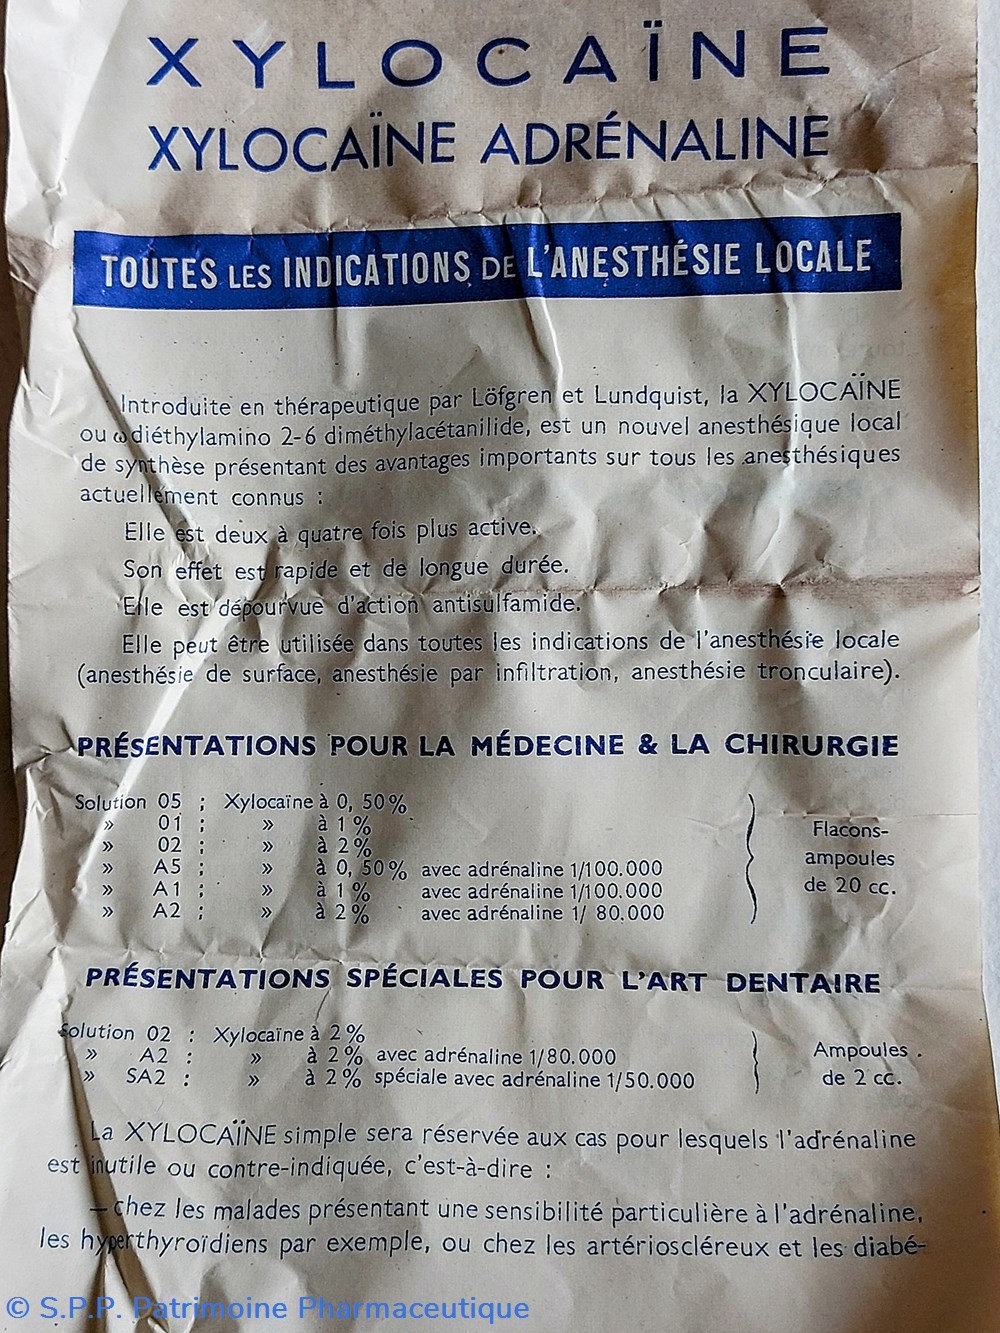 XYLOCAÏNE
XYLOCAÏNE ADRÉNALINE
TOUTES LES INDICATIONS DE L'ANESTHÉSIE LOCALE
Introduite en thérapeutique par Löfgren et Lundquist, la XYLOCAÏNE
ou ω diéthylamino 2-6 diméthylacétanilide, est un nouvel anesthésique local
de synthèse présentant des avantages importants sur tous les anesthésiques
actuellement connus :
Elle est deux à quatre fois plus active.
Son effet est rapide et de longue durée.
Elle est dépourvue d'action antisulfamide.
Elle peut être utilisée dans toutes les indications de l'anesthésie locale
(anesthésie de surface, anesthésie par infiltration, anesthésie tronculaire).
PRÉSENTATIONS POUR LA MÉDECINE & LA CHIRURGIE
Solution 05 : Xylocaïne à 0, 50 %
» 01 : » à 1 %
» 02 : » à 2 %
» A5 : » à 0, 50 % avec adrénaline 1/100.000
» A1 : » à 1 % avec adrénaline 1/100.000
» A2 : » à 2 % avec adrénaline 1/ 80.000
Flacons-
ampoules
de 20 cc.
PRÉSENTATIONS SPÉCIALES POUR L'ART DENTAIRE
Solution 02 : Xylocaïne à 2 %
» A2 : » à 2 % avec adrénaline 1/80.000
» SA2 : » à 2 % spéciale avec adrénaline 1/50.000
Ampoules
de 2 cc.
La XYLOCAÏNE simple sera réservée aux cas pour lesquels l'adrénaline
est inutile ou contre-indiquée, c'est-à-dire :
— chez les malades présentant une sensibilité particulière à l'adrénaline,
les hyperthyroïdiens par exemple, ou chez les artérioscléreux et les diabé-
© S.P.P. Patrimoine Pharmaceutique